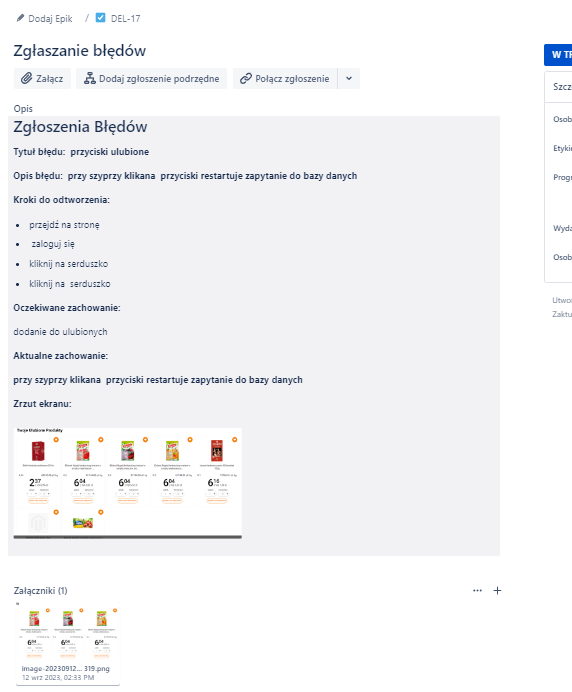 Dodaj Epik / DEL-17
Zgłaszanie błędów
W TR
Załącz Dodaj zgłoszenie podrzędne Połącz zgłoszenie
Szcz
Opis
Zgłoszenia Błędów
Osob
Tytuł błędu: przyciski ulubione
Etykie
Opis błędu: przy szyprzy klikana przyciski restartuje zapytanie do bazy danych
Progr
Kroki do odtworzenia:
przejdź na stronę
Wyda
zaloguj się
Osob
kliknij na serduszko
kliknij na serduszko
Utwor
Oczekiwane zachowanie:
Zaktu
dodanie do ulubionych
Aktualne zachowanie:
przy szyprzy klikana przyciski restartuje zapytanie do bazy danych
Zrzut ekranu:
Twoje Ulubione Produkty
2 37 6 04 6 04 6 04 6 16
Załączniki (1)
image-20230912... 319.png
12 wrz 2023, 02:33 PM